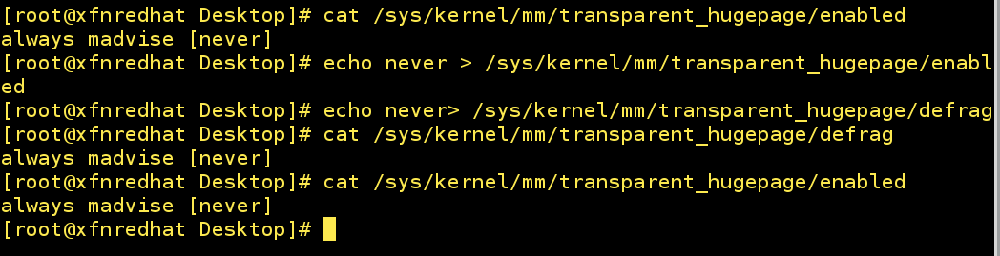 [root@xfnredhat Desktop]# cat /sys/kernel/mm/transparent_hugepage/enabled
always madvise [never]
[root@xfnredhat Desktop]# echo never > /sys/kernel/mm/transparent_hugepage/enabl
ed
[root@xfnredhat Desktop]# echo never> /sys/kernel/mm/transparent_hugepage/defrag
[root@xfnredhat Desktop]# cat /sys/kernel/mm/transparent_hugepage/defrag
always madvise [never]
[root@xfnredhat Desktop]# cat /sys/kernel/mm/transparent_hugepage/enabled
always madvise [never]
[root@xfnredhat Desktop]#